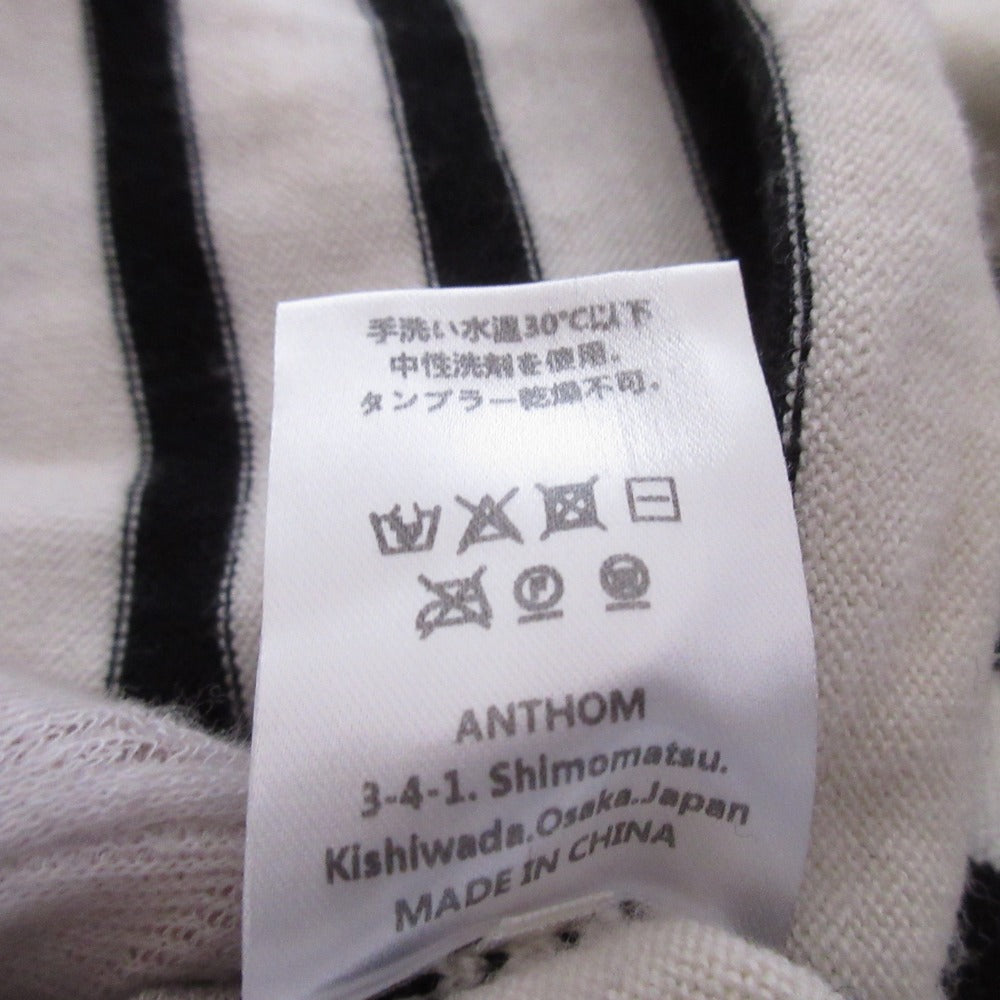 手洗い水温30℃以下
中性洗剤を使用.
タンブラー乾燥不可.
P
W
ANTHOM
3-4-1. Shimomatsu.
Kishiwada.Osaka.Japan
MADE IN CHINA